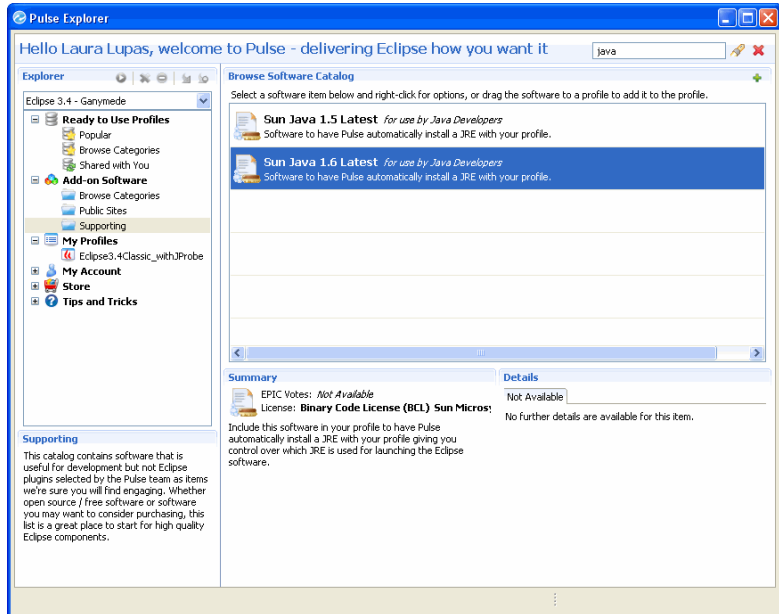 Pulse Explorer
Hello Laura Lupas, welcome to Pulse - delivering Eclipse how you want it
java
Explorer
Eclipse 3.4 - Ganymede
Ready to Use Profiles
Popular
Browse Categories
Shared with You
Add-on Software
Browse Categories
Public Sites
Supporting
My Profiles
Eclipse3.4Classic_withJProbe
My Account
Store
Tips and Tricks
Supporting
This catalog contains software that is
useful for development but not Eclipse
plugins selected by the Pulse team as items
we're sure you will find engaging. Whether
open source / free software or software
you may want to consider purchasing, this
list is a great place to start for high quality
Eclipse components.
Browse Software Catalog
Select a software item below and right-click for options, or drag the software to a profile to add it to the profile.
Sun Java 1.5 Latest for use by Java Developers
Software to have Pulse automatically install a JRE with your profile.
Sun Java 1.6 Latest for use by Java Developers
Software to have Pulse automatically install a JRE with your profile.
Summary
EPIC Votes: Not Available
License: Binary Code License (BCL) Sun Microsy
Include this software in your profile to have Pulse
automatically install a JRE with your profile giving you
control over which JRE is used for launching the Eclipse
software.
Details
Not Available
No further details are available for this item.